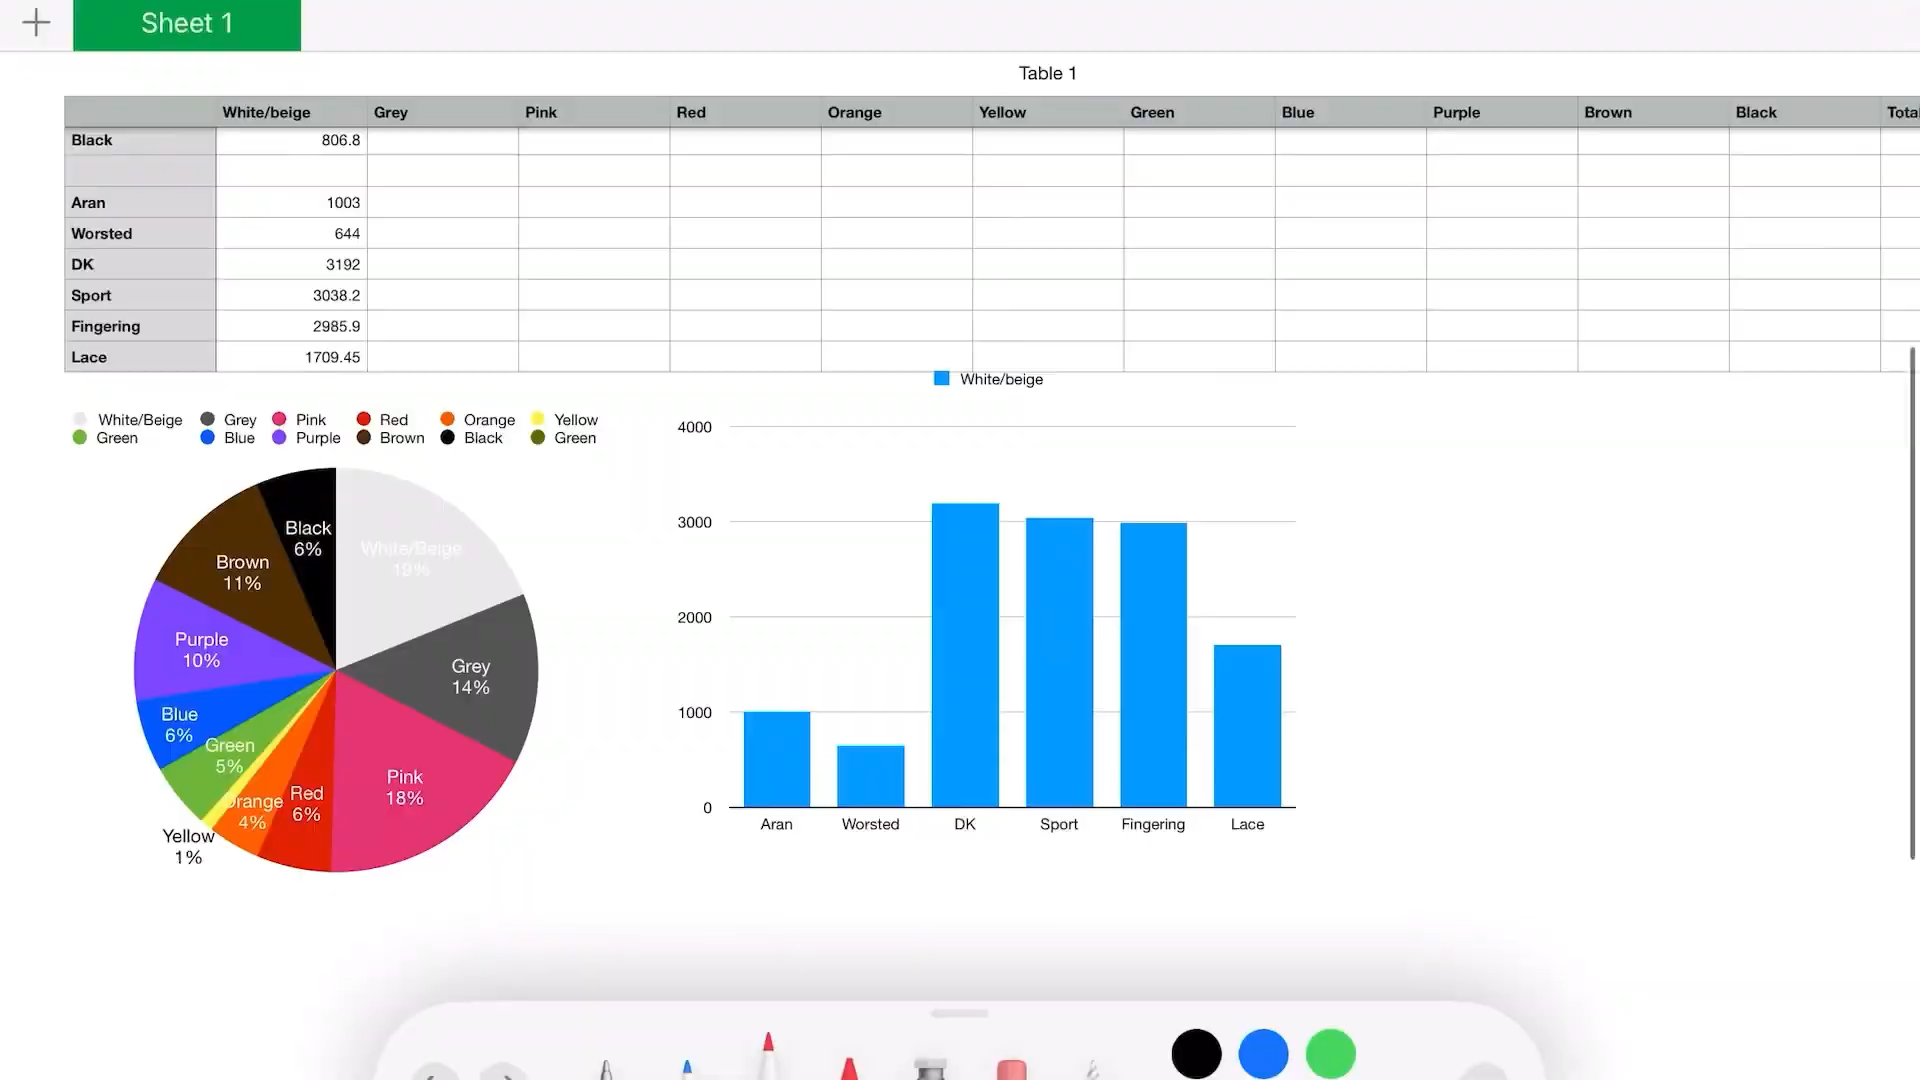 Sheet 1
Table 1
White/beige Grey Pink Red Orange Yellow Green Blue Purple Brown Black
Black 806.8
Aran 1003
Worsted 644
DK 3192
Sport 3038.2
Fingering 2985.9
Lace 1709.45
White/beige
White/Beige Grey Pink Red Orange Yellow
Green Blue Purple Brown Black Green
4000
3000
2000
1000
0
Aran Worsted DK Sport Fingering Lace
Black
6%
White/Beige
19%
Brown
11%
Purple
10%
Grey
14%
Blue
6%
Green
5%
Pink
18%
Red
6%
Orange
4%
Yellow
1%